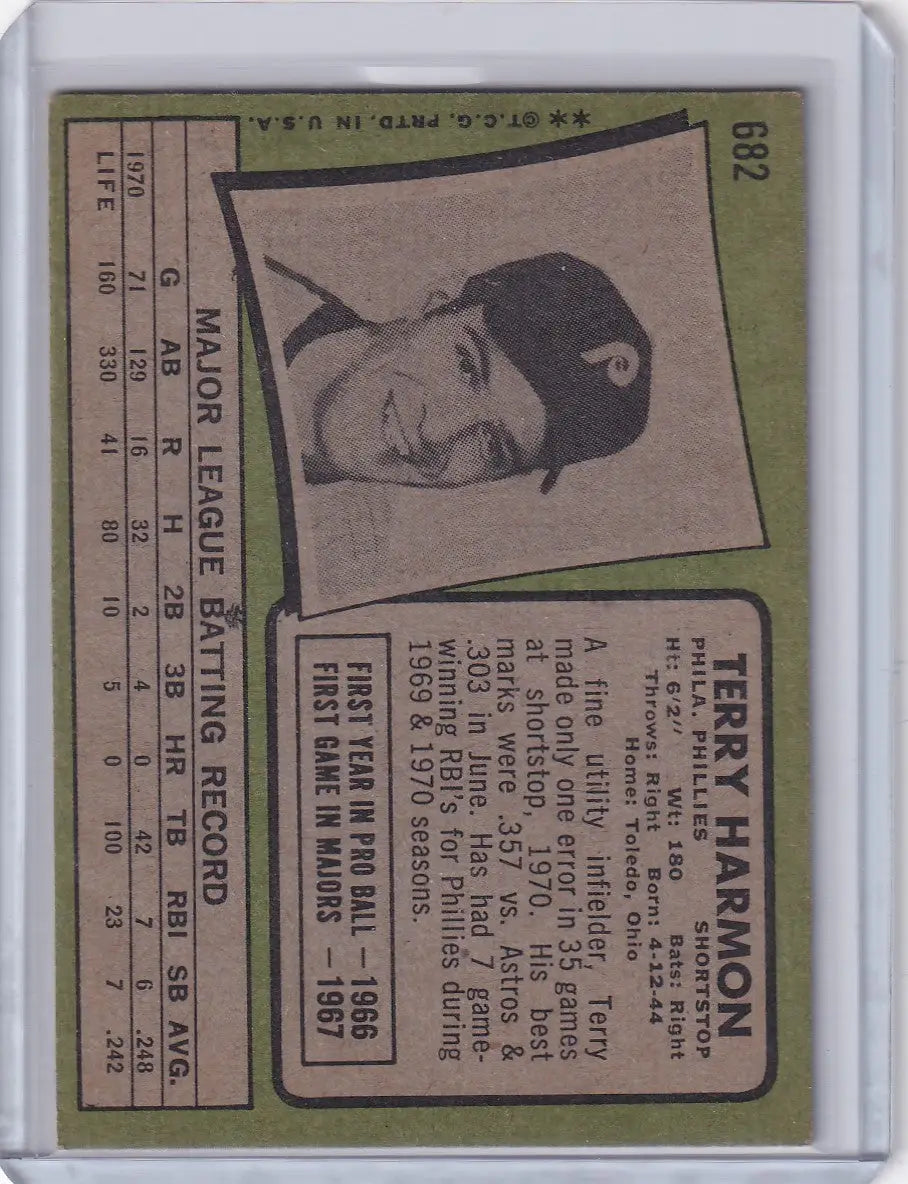 682
TERRY HARMON
PHILA. PHILLIES SHORTSTOP
Ht: 6'2" Wt: 180 Bats: Right
Throws: Right Born: 4-12-44
Home: Toledo, Ohio
A fine utility infielder, Terry
made only one error in 35 games
at shortstop, 1970. His best
marks were .357 vs. Astros &
.303 in June. Has had 7 game-
winning RBI's for Phillies during
1969 & 1970 seasons.
FIRST YEAR IN PRO BALL — 1966
FIRST GAME IN MAJORS — 1967
P
** © T.C.G. PRTD. IN U.S.A.
MAJOR LEAGUE BATTING RECORD
G AB R H 2B 3B HR TB RBI SB AVG.
1970 71 129 16 32 2 4 0 42 7 6 .248
LIFE 160 330 41 80 10 5 0 100 23 7 .242